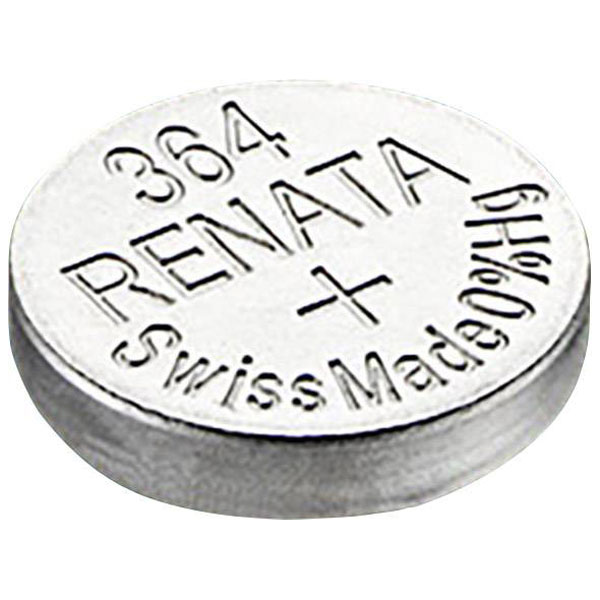 364
RENATA
+
Swiss Made 0%Hg